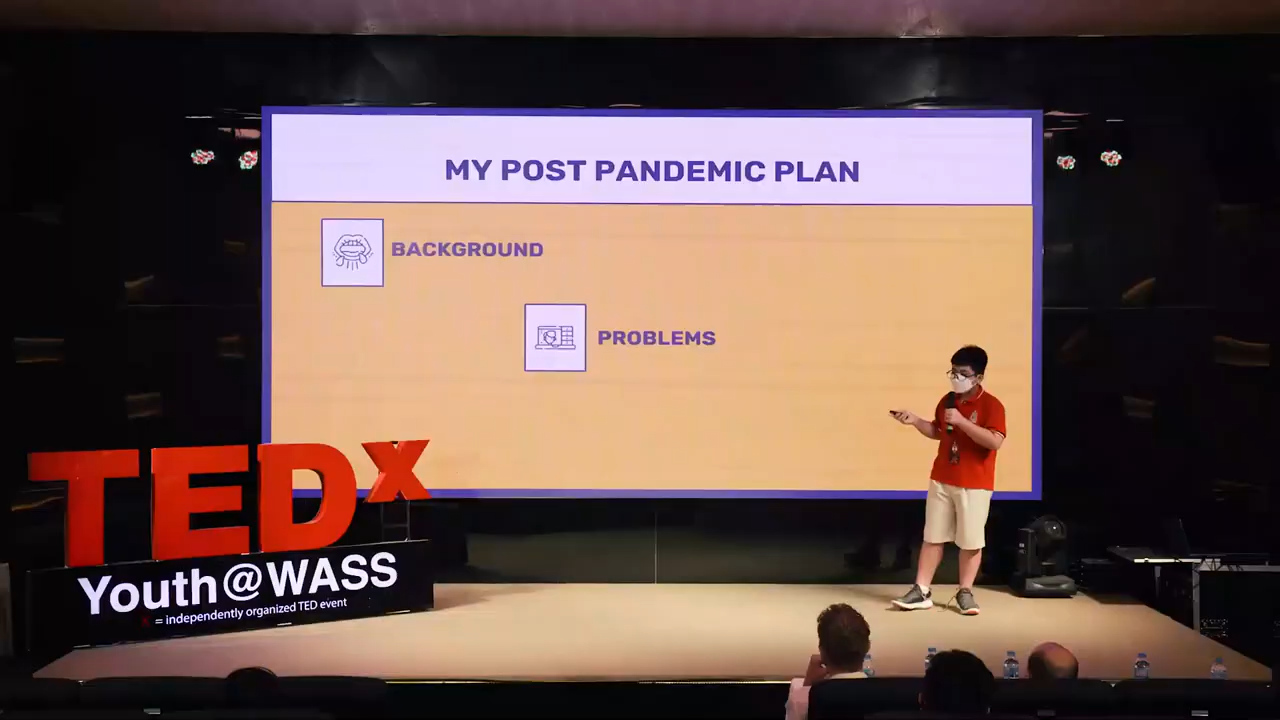 MY POST PANDEMIC PLAN
BACKGROUND
PROBLEMS
TEDx
Youth@WASS
x = independently organized TED event